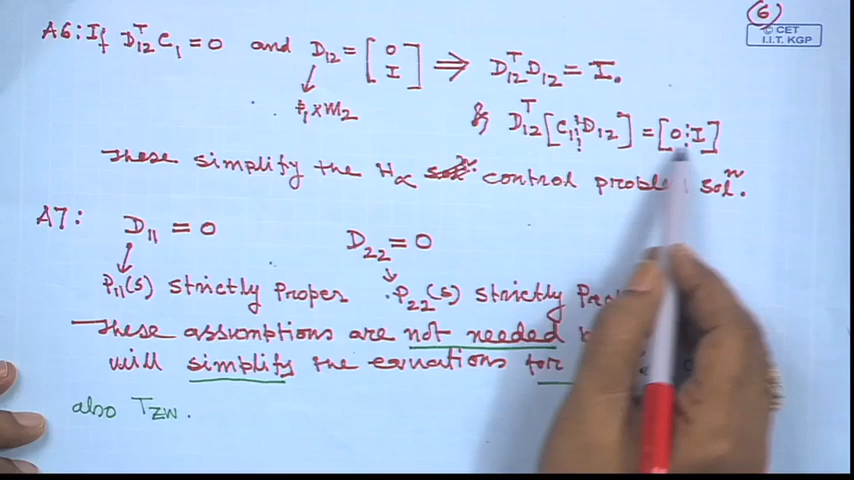 (6)
© CET
I.I.T. KGP
A6: If D₁₂ᵀ C₁ = 0 and D₁₂ = [0 I] ⟹ D₁₂ᵀ D₁₂ = I.
p₁×m₂
& D₁₂ᵀ [C₁ ⋮ D₁₂] = [0 ⋮ I]
These simplify the H∞ control problem solⁿ.
A7: D₁₁ = 0 D₂₂ = 0
P₁₁(s) strictly proper P₂₂(s) strictly
These assumptions are not needed
will simplify the equations for
also T_ZW.